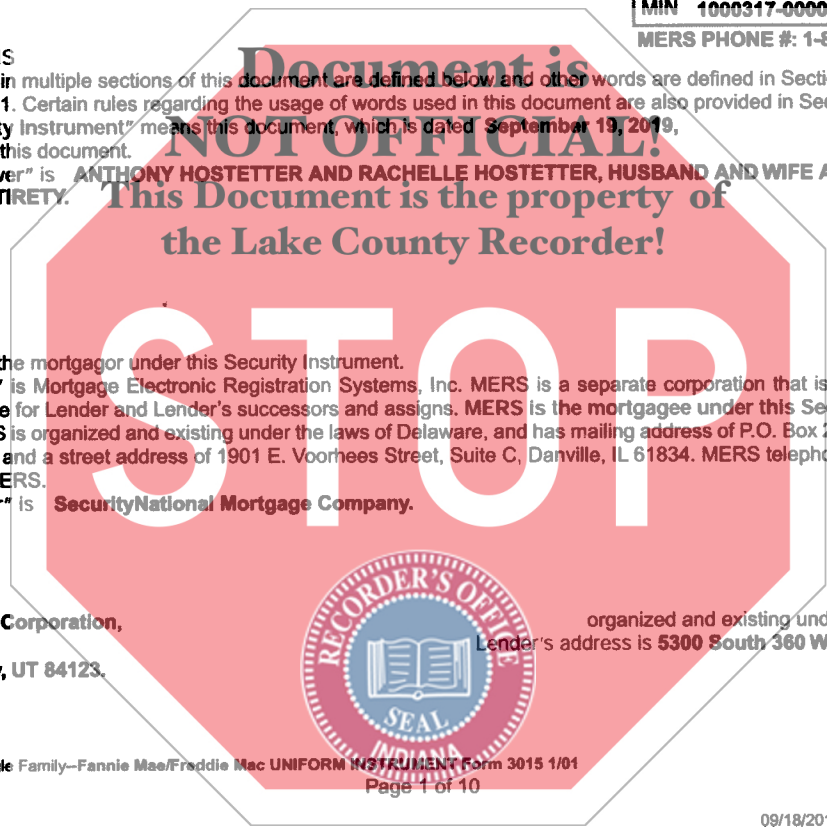 MIN 1000317-0000
MERS PHONE #: 1-8
Document is
in multiple sections of this document are defined below and other words are defined in Secti
1. Certain rules regarding the usage of words used in this document are also provided in Sec
ty Instrument" means this document, which is dated September 19, 2019,
NOT OFFICIAL!
this document.
er" is ANTHONY HOSTETTER AND RACHELLE HOSTETTER, HUSBAND AND WIFE A
TIRETY.
This Document is the property of
the Lake County Recorder!
STOP
the mortgagor under this Security Instrument.
" is Mortgage Electronic Registration Systems, Inc. MERS is a separate corporation that is
e for Lender and Lender's successors and assigns. MERS is the mortgagee under this Se
S is organized and existing under the laws of Delaware, and has mailing address of P.O. Box 2
and a street address of 1901 E. Voorhees Street, Suite C, Danville, IL 61834. MERS telepho
ERS.
r" is SecurityNational Mortgage Company.
Corporation, organized and existing und
Lender's address is 5300 South 360 W
, UT 84123.
RECORDER'S OFFICE
SEAL
INDIANA
le Family--Fannie Mae/Freddie Mac UNIFORM INSTRUMENT Form 3015 1/01
Page 1 of 10
09/18/201